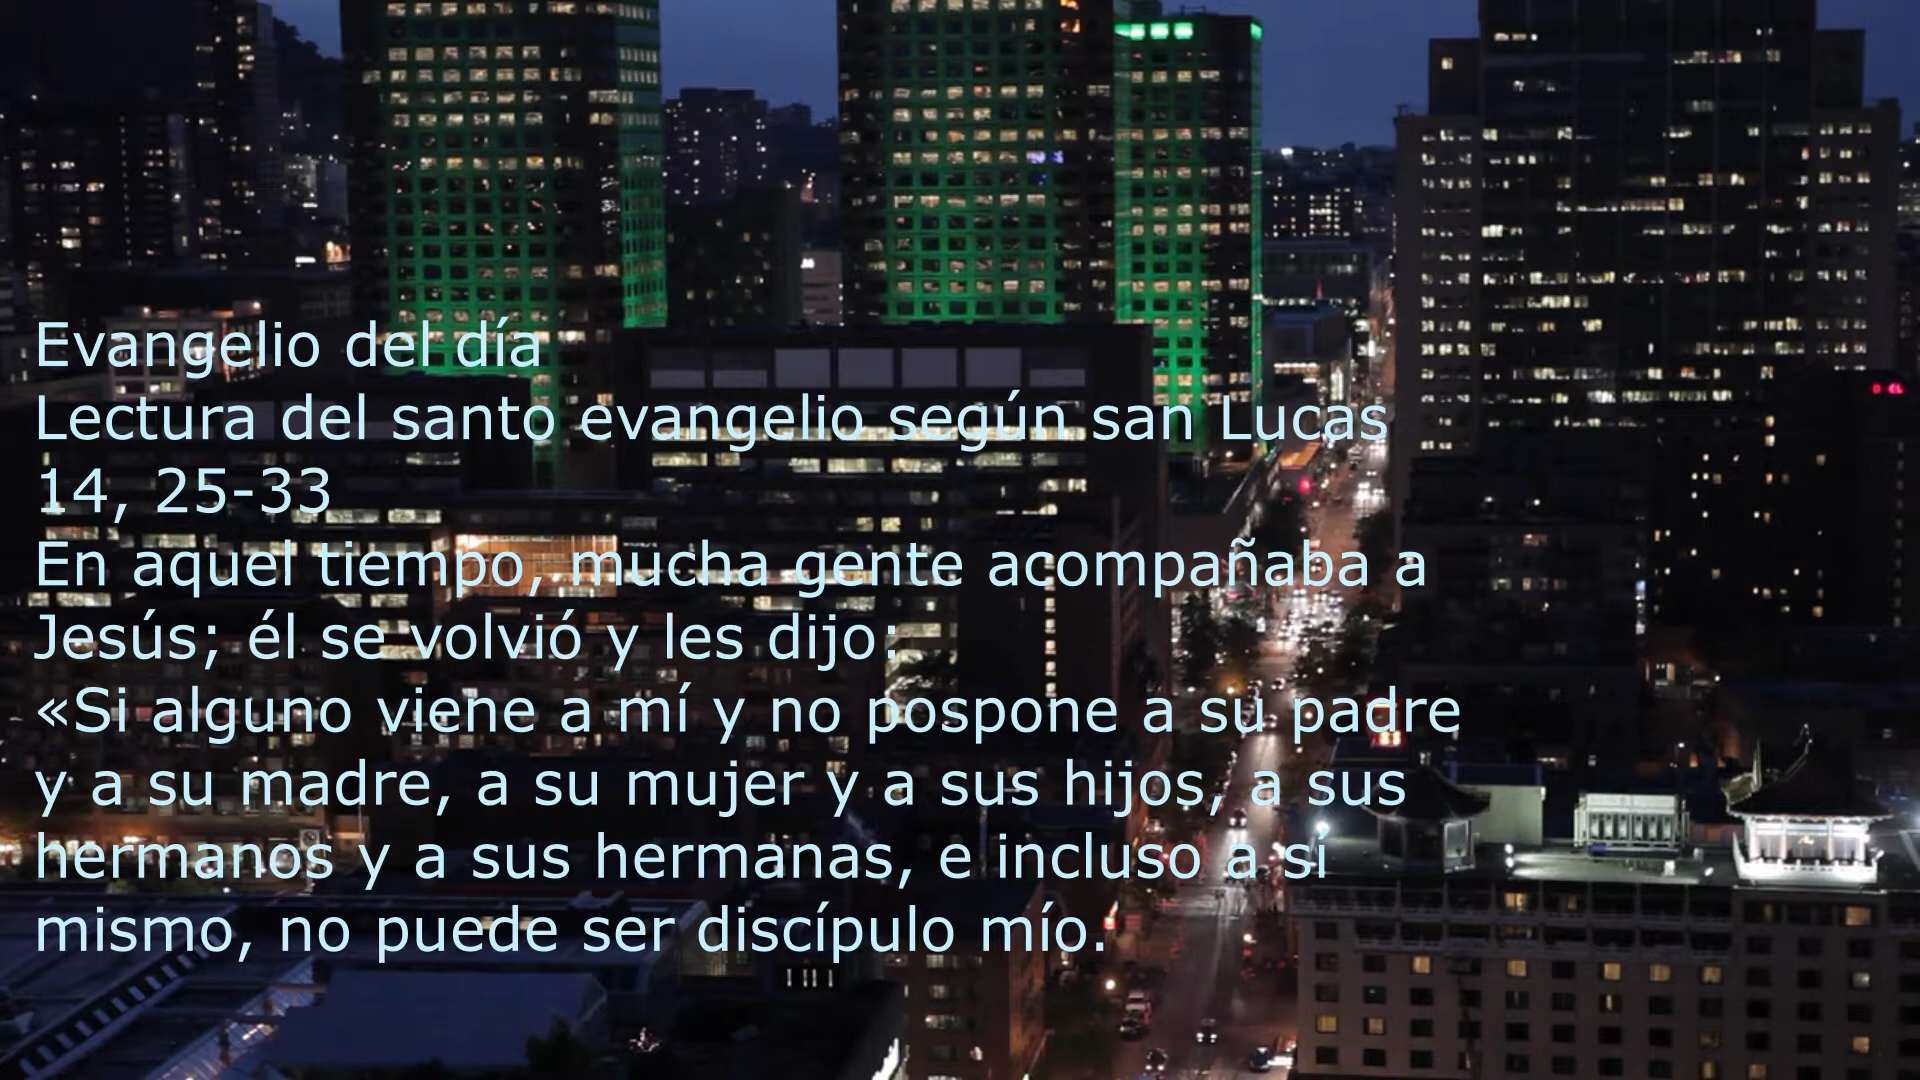 Evangelio del día
Lectura del santo evangelio según san Lucas
14, 25-33
En aquel tiempo, mucha gente acompañaba a
Jesús; él se volvió y les dijo:
«Si alguno viene a mí y no pospone a su padre
y a su madre, a su mujer y a sus hijos, a sus
hermanos y a sus hermanas, e incluso a sí
mismo, no puede ser discípulo mío.